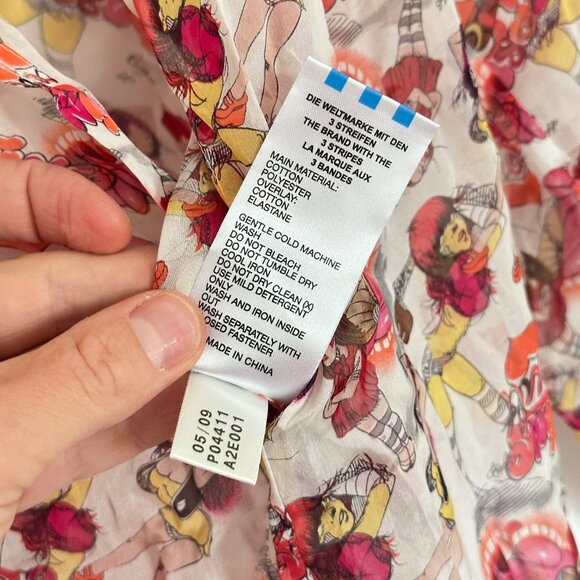 DIE WELTMARKE MIT DEN
3 STREIFEN
THE BRAND WITH THE
3 STRIPES
LA MARQUE AUX
3 BANDES
MAIN MATERIAL:
COTTON
POLYESTER
OVERLAY:
COTTON
ELASTANE
GENTLE COLD MACHINE
WASH
DO NOT BLEACH
DO NOT TUMBLE DRY
COOL IRON
DO NOT DRY CLEAN (X)
USE MILD DETERGENT
ONLY
WASH AND IRON INSIDE
OUT
WASH SEPARATELY WITH
OSED FASTENER
MADE IN CHINA
05/09
P04411
A2E001